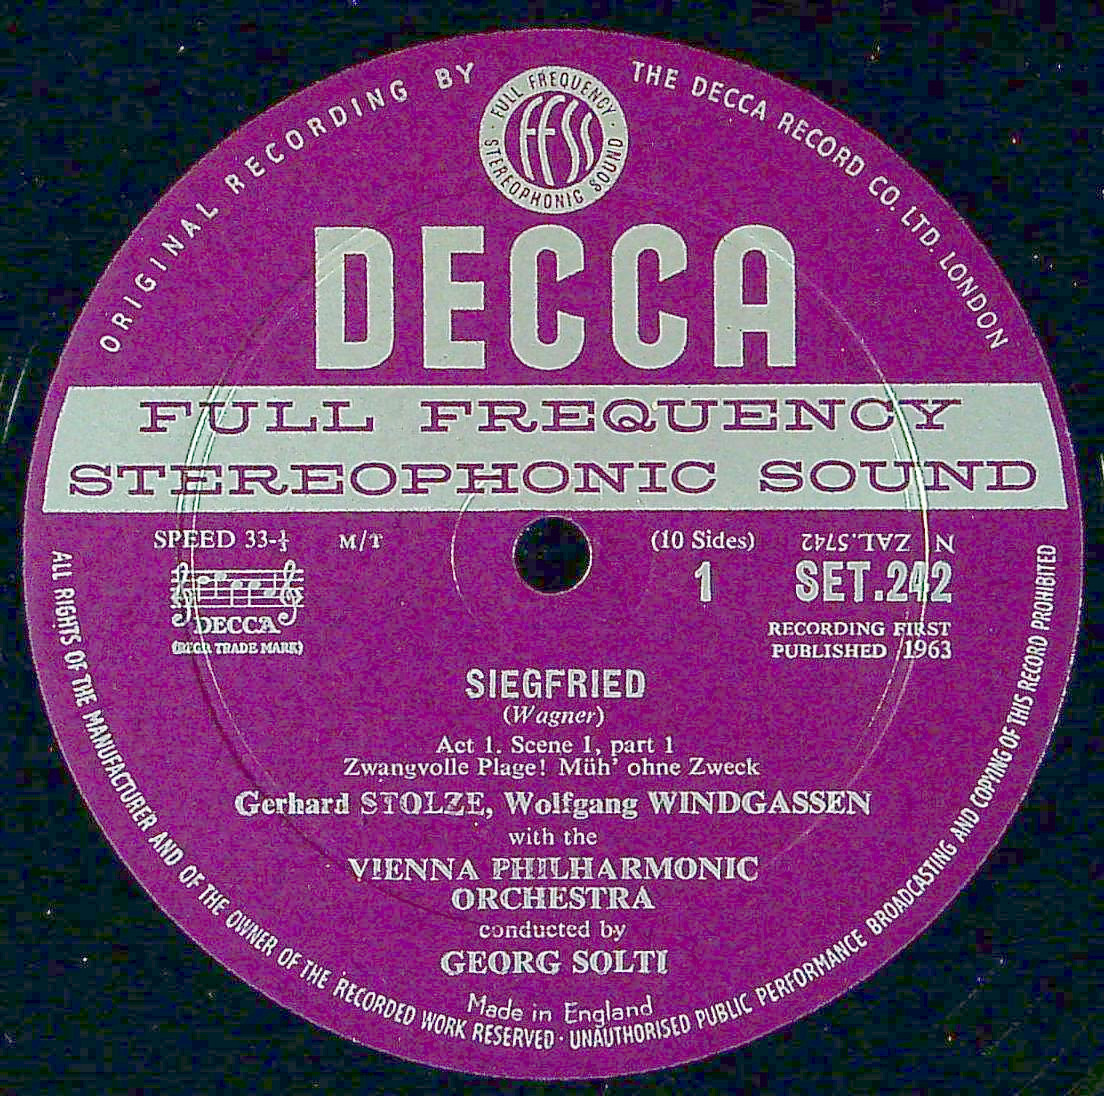 ORIGINAL RECORDING BY THE DECCA RECORD CO. LTD. LONDON
FULL FREQUENCY
FFSS
STEREOPHONIC SOUND
DECCA
FULL FREQUENCY
STEREOPHONIC SOUND
SPEED 33-⅓ M/T (10 Sides) ZAL.5742 N
DECCA
(REGR TRADE MARK)
1 SET.242
RECORDING FIRST
PUBLISHED 1963
SIEGFRIED
(Wagner)
Act 1. Scene 1, part 1
Zwangvolle Plage! Müh' ohne Zweck
Gerhard STOLZE, Wolfgang WINDGASSEN
with the
VIENNA PHILHARMONIC
ORCHESTRA
conducted by
GEORG SOLTI
Made in England
ALL RIGHTS OF THE MANUFACTURER AND OF THE OWNER OF THE RECORDED WORK RESERVED · UNAUTHORISED PUBLIC PERFORMANCE BROADCASTING AND COPYING OF THIS RECORD PROHIBITED